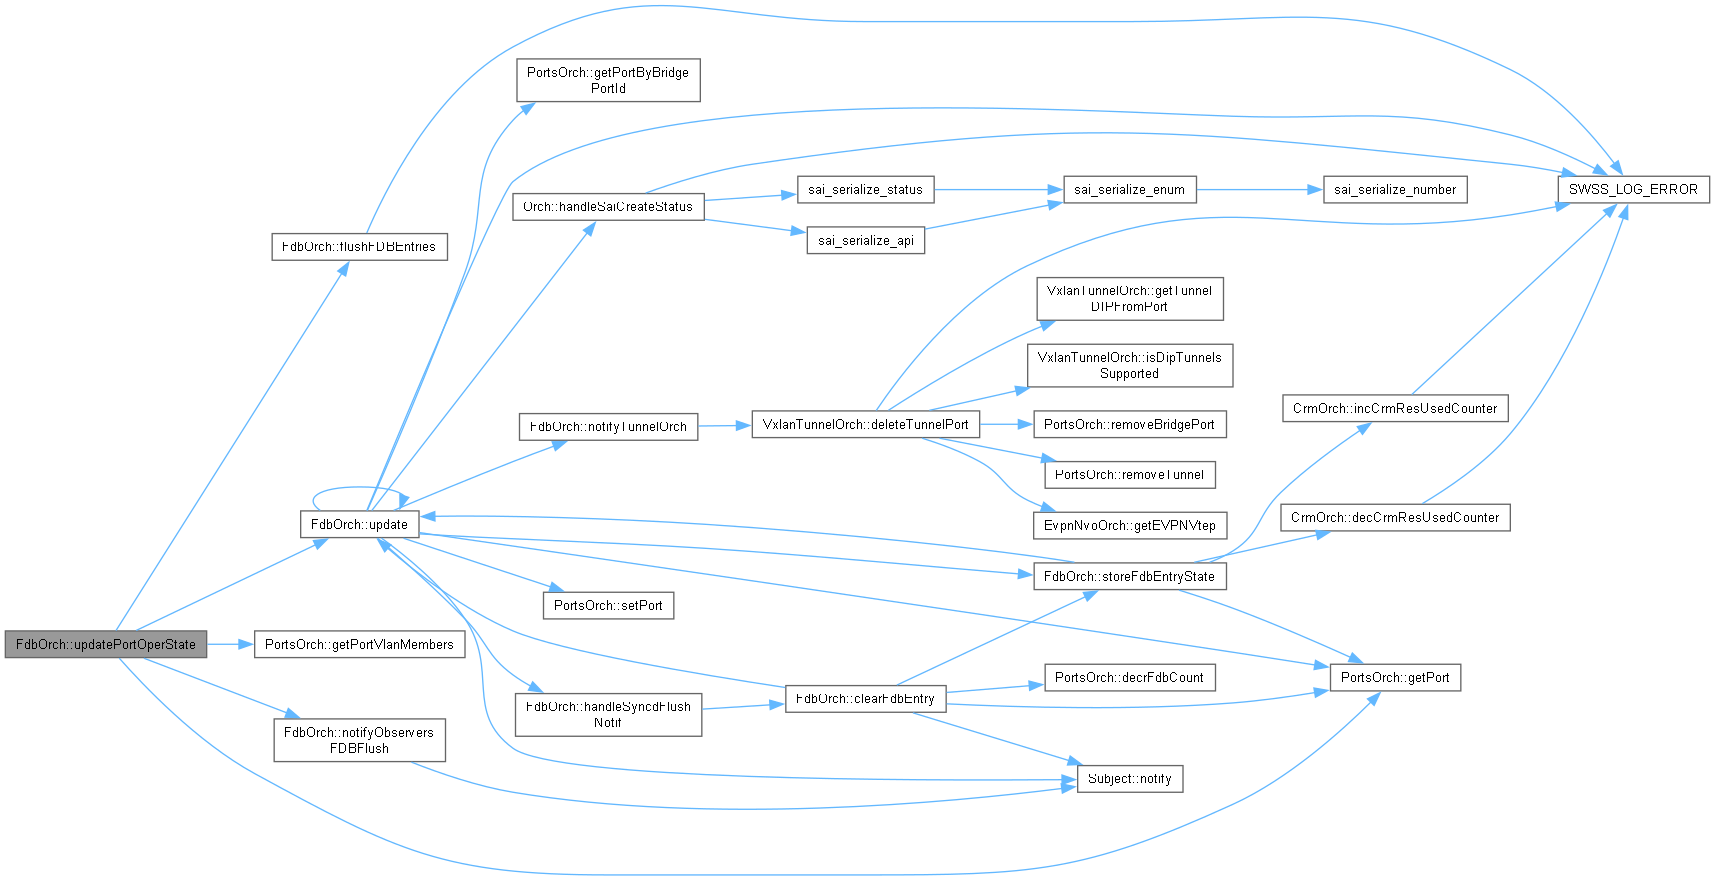 PortsOrch::getPortByBridge
PortId
sai_serialize_status
sai_serialize_enum
sai_serialize_number
SWSS_LOG_ERROR
Orch::handleSaiCreateStatus
sai_serialize_api
FdbOrch::flushFDBEntries
VxlanTunnelOrch::getTunnel
DIPFromPort
VxlanTunnelOrch::isDipTunnels
Supported
CrmOrch::incCrmResUsedCounter
FdbOrch::notifyTunnelOrch
VxlanTunnelOrch::deleteTunnelPort
PortsOrch::removeBridgePort
PortsOrch::removeTunnel
FdbOrch::update
EvpnNvoOrch::getEVPNVtep
CrmOrch::decCrmResUsedCounter
FdbOrch::storeFdbEntryState
PortsOrch::setPort
FdbOrch::updatePortOperState
PortsOrch::getPortVlanMembers
PortsOrch::decrFdbCount
PortsOrch::getPort
FdbOrch::handleSyncdFlush
Notif
FdbOrch::clearFdbEntry
FdbOrch::notifyObservers
FDBFlush
Subject::notify